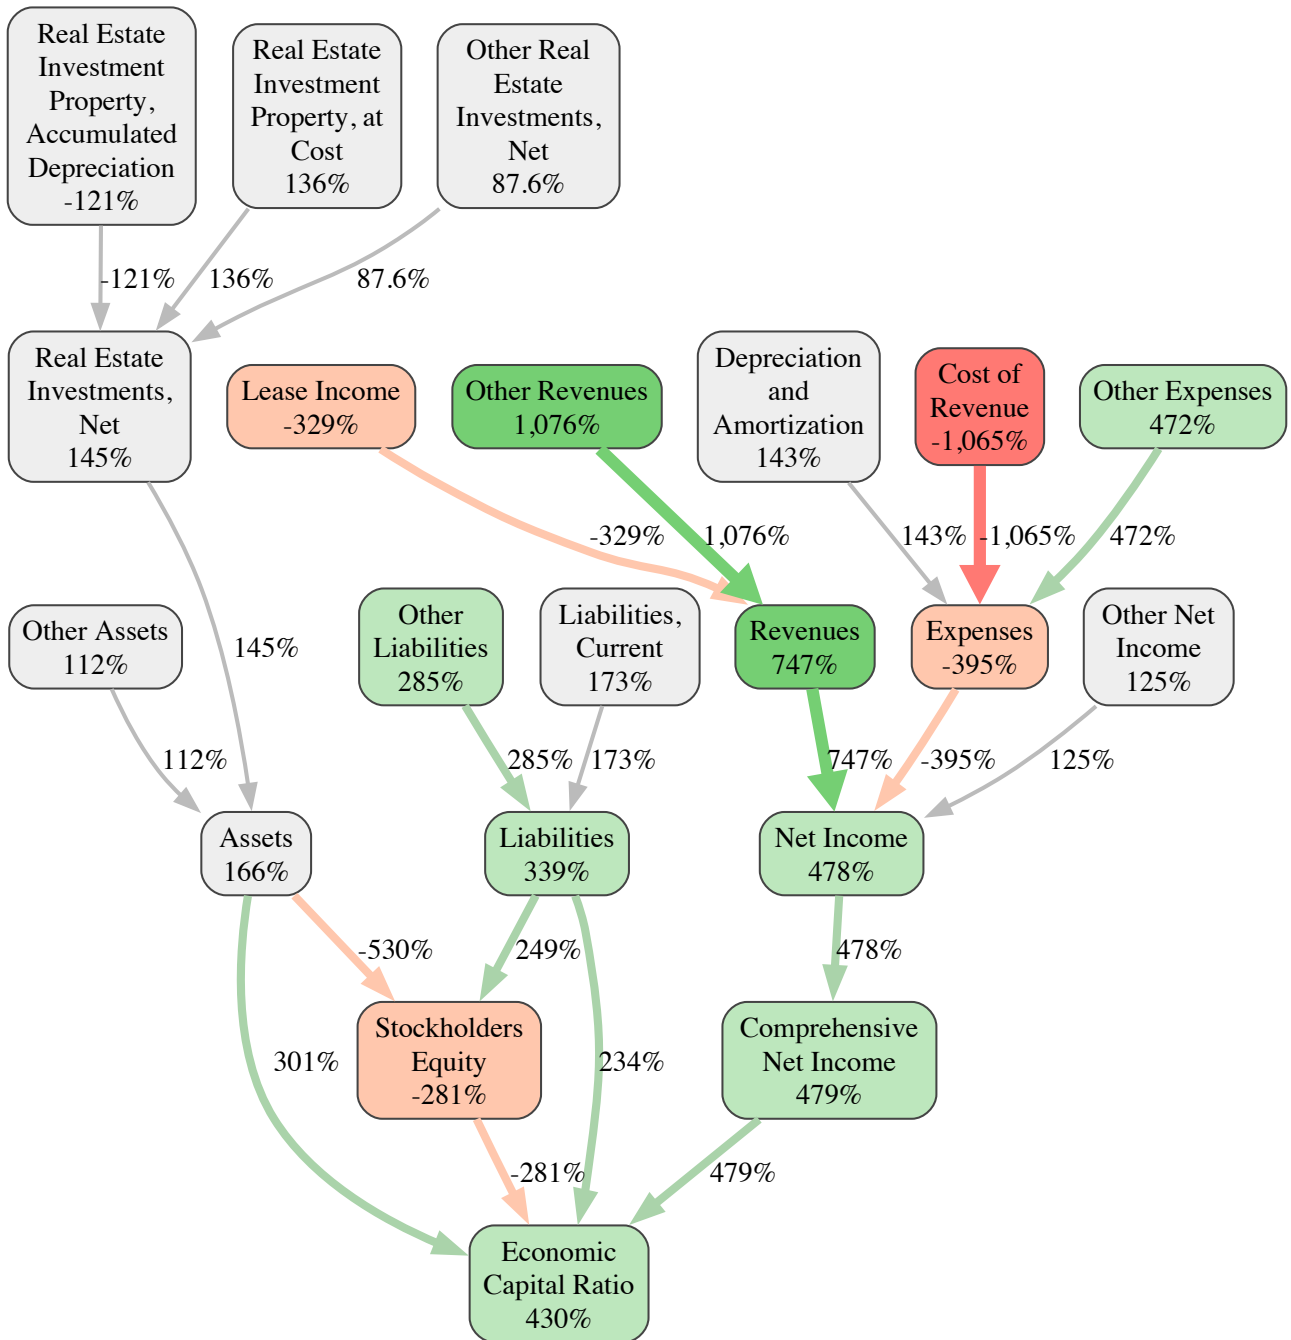 Real Estate
Investment
Property,
Accumulated
Depreciation
-121%
Real Estate
Investment
Property, at
Cost
136%
Other Real
Estate
Investments,
Net
87.6%
-121%
136%
87.6%
Real Estate
Investments,
Net
145%
Lease Income
-329%
Other Revenues
1,076%
Depreciation
and
Amortization
143%
Cost of
Revenue
-1,065%
Other Expenses
472%
-329%
1,076%
143%
-1,065%
472%
Other Assets
112%
145%
Other
Liabilities
285%
Liabilities,
Current
173%
Revenues
747%
Expenses
-395%
Other Net
Income
125%
112%
285%
173%
747%
-395%
125%
Assets
166%
Liabilities
339%
Net Income
478%
-530%
249%
478%
301%
Stockholders
Equity
-281%
234%
Comprehensive
Net Income
479%
-281%
479%
Economic
Capital Ratio
430%